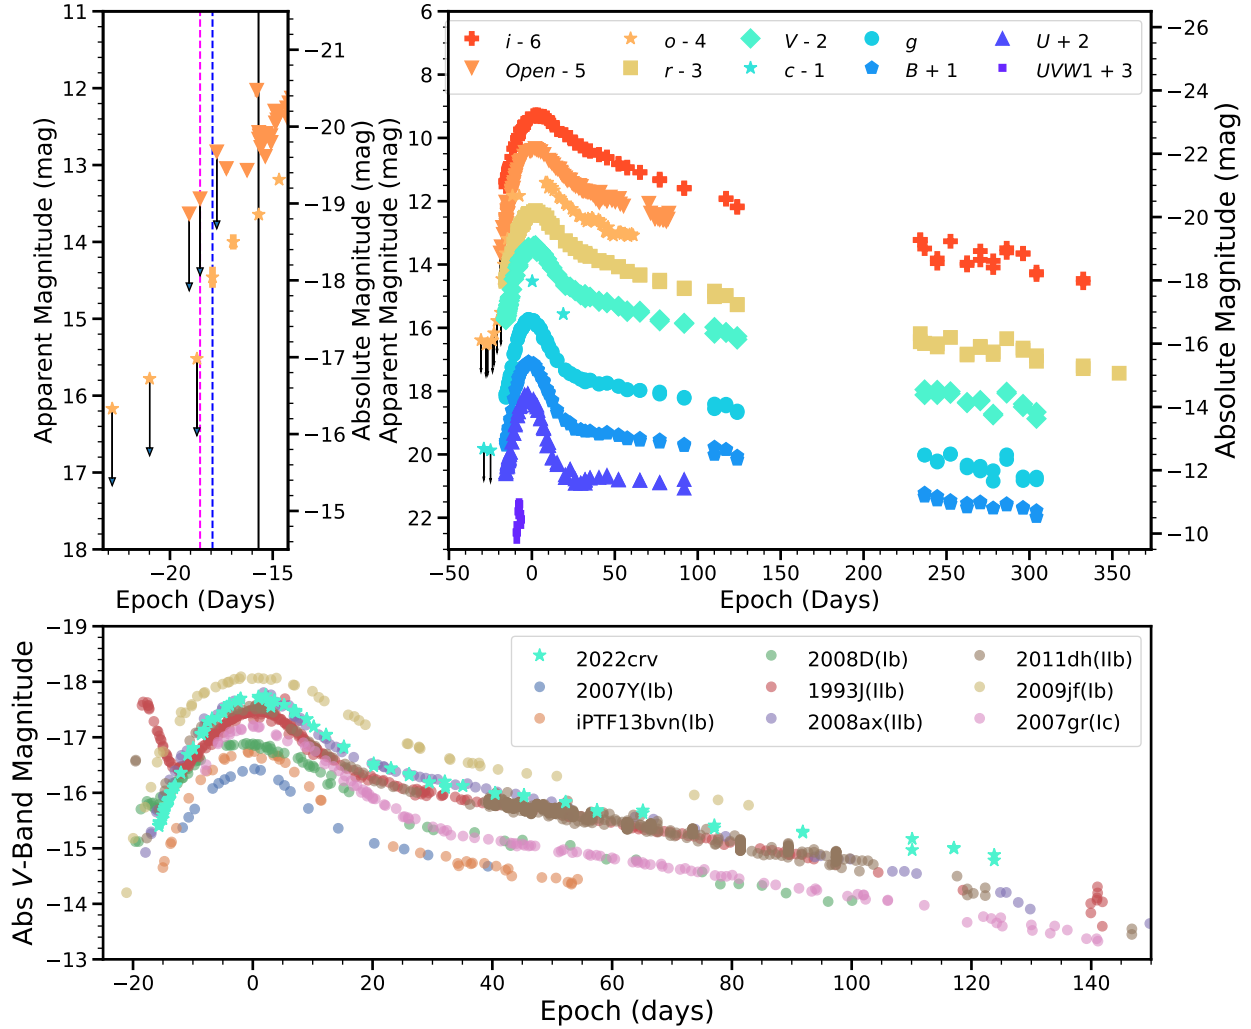 11
12
13
14
15
16
17
18
Apparent Magnitude (mag)
−20
−15
Epoch (Days)
−21
−20
−19
−18
−17
−16
−15
Absolute Magnitude (mag)
Apparent Magnitude (mag)
6
8
10
12
14
16
18
20
22
i - 6
o - 4
V - 2
g
U + 2
Open - 5
r - 3
c - 1
B + 1
UVW1 + 3
−50
0
50
100
150
200
250
300
350
Epoch (Days)
−26
−24
−22
−20
−18
−16
−14
−12
−10
Absolute Magnitude (mag)
−19
−18
−17
−16
−15
−14
−13
Abs V-Band Magnitude
2022crv
2008D(Ib)
2011dh(IIb)
2007Y(Ib)
1993J(IIb)
2009jf(Ib)
iPTF13bvn(Ib)
2008ax(IIb)
2007gr(Ic)
−20
0
20
40
60
80
100
120
140
Epoch (days)